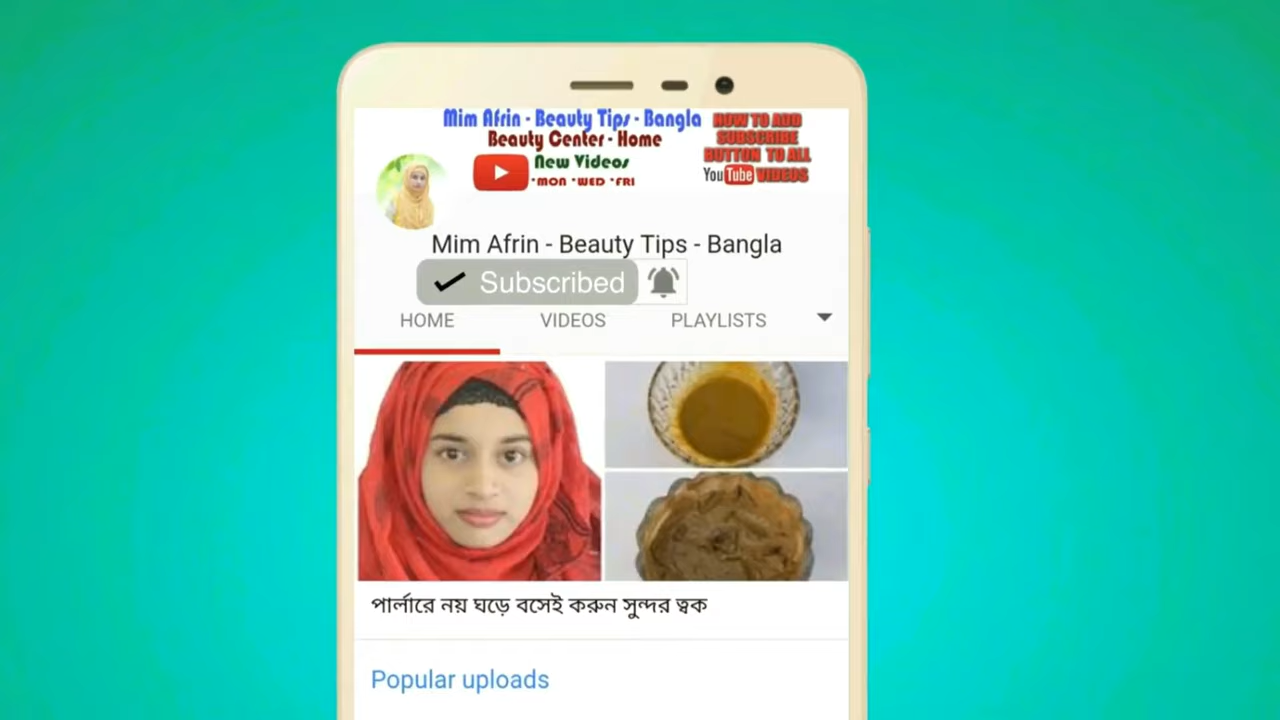 Mim Afrin - Beauty Tips - Bangla
Beauty Center - Home
New Videos
*MON *WED *FRI
HOW TO ADD
SUBSCRIBE
BUTTON TO ALL
YouTube VIDEOS
Mim Afrin - Beauty Tips - Bangla
Subscribed
HOME VIDEOS PLAYLISTS
পার্লারে নয় ঘড়ে বসেই করুন সুন্দর ত্বক
Popular uploads